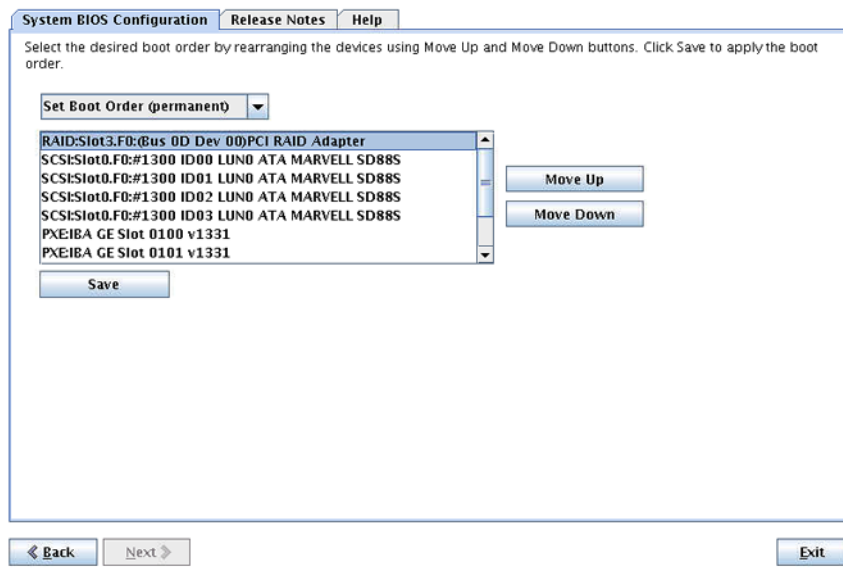 System BIOS Configuration
Release Notes
Help
Select the desired boot order by rearranging the devices using Move Up and Move Down buttons. Click Save to apply the boot
order.
Set Boot Order (permanent)
RAID:Slot3.F0:(Bus 0D Dev 00)PCI RAID Adapter
SCSI:Slot0.F0:#1300 ID00 LUN0 ATA MARVELL SD88S
SCSI:Slot0.F0:#1300 ID01 LUN0 ATA MARVELL SD88S
SCSI:Slot0.F0:#1300 ID02 LUN0 ATA MARVELL SD88S
SCSI:Slot0.F0:#1300 ID03 LUN0 ATA MARVELL SD88S
PXE:IBA GE Slot 0100 v1331
PXE:IBA GE Slot 0101 v1331
Move Up
Move Down
Save
Back
Next
Exit